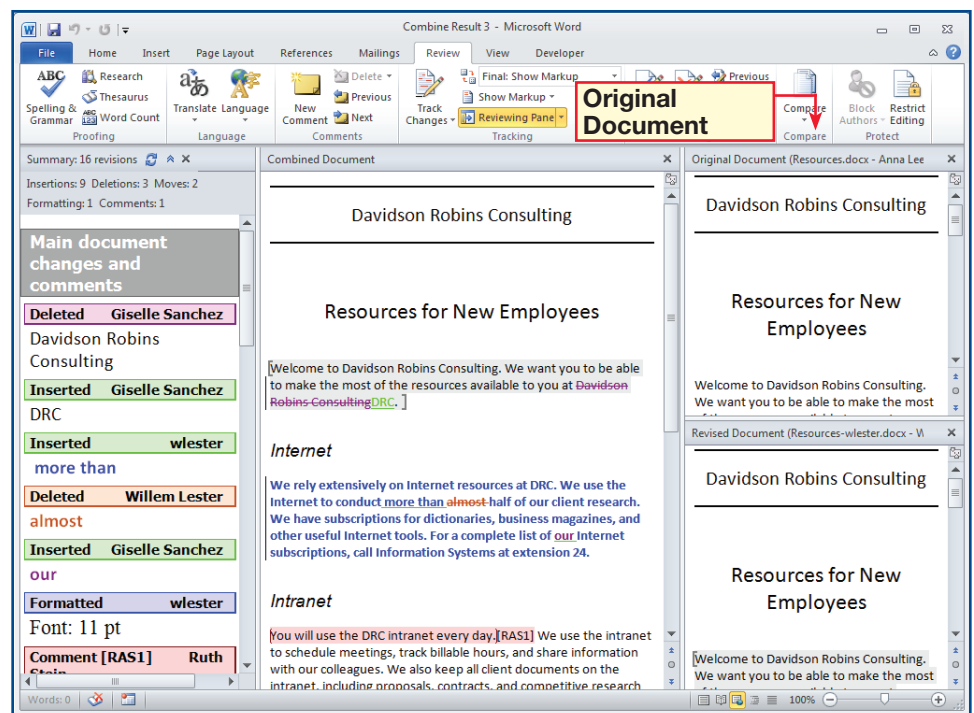 Combine Result 3 - Microsoft Word
File Home Insert Page Layout References Mailings Review View Developer
ABC
Spelling & Grammar
Research
Thesaurus
ABC 123 Word Count
Proofing
Translate
Language
Language
New Comment
Delete
Previous
Next
Comments
Track Changes
Final: Show Markup
Show Markup
Reviewing Pane
Tracking
Original
Document
Previous
Compare
Compare
Block Authors
Restrict Editing
Protect
Summary: 16 revisions
Insertions: 9 Deletions: 3 Moves: 2
Formatting: 1 Comments: 1
Main document
changes and
comments
Deleted Giselle Sanchez
Davidson Robins
Consulting
Inserted Giselle Sanchez
DRC
Inserted wlester
more than
Deleted Willem Lester
almost
Inserted Giselle Sanchez
our
Formatted wlester
Font: 11 pt
Comment [RAS1] Ruth
Combined Document
Davidson Robins Consulting
Resources for New Employees
Welcome to Davidson Robins Consulting. We want you to be able
to make the most of the resources available to you at Davidson
Robins ConsultingDRC.
Internet
We rely extensively on Internet resources at DRC. We use the
Internet to conduct more than almost half of our client research.
We have subscriptions for dictionaries, business magazines, and
other useful Internet tools. For a complete list of our Internet
subscriptions, call Information Systems at extension 24.
Intranet
You will use the DRC intranet every day.[RAS1] We use the intranet
to schedule meetings, track billable hours, and share information
with our colleagues. We also keep all client documents on the
intranet, including proposals, contracts, and competitive research
Original Document (Resources.docx - Anna Lee
Davidson Robins Consulting
Resources for New
Employees
Welcome to Davidson Robins Consulting.
We want you to be able to make the most
Revised Document (Resources-wlester.docx - W
Davidson Robins Consulting
Resources for New
Employees
Welcome to Davidson Robins Consulting.
We want you to be able to make the most
Words: 0
100%